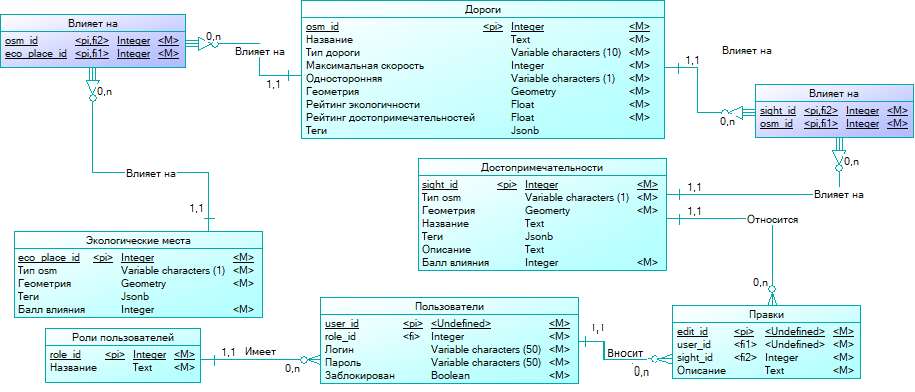 Влияет на
osm_id <pi,fi2> Integer <M>
eco_place_id <pi,fi1> Integer <M>
0,n
Влияет на
1,1
0,n
Дороги
osm_id <pi> Integer <M>
Название Text <M>
Тип дороги Variable characters (10) <M>
Максимальная скорость Integer <M>
Односторонняя Variable characters (1) <M>
Геометрия Geometry <M>
Рейтинг экологичности Float <M>
Рейтинг достопримечательностей Float <M>
Теги Jsonb
Влияет на
1,1
0,n
Влияет на
sight_id <pi,fi2> Integer <M>
osm_id <pi,fi1> Integer <M>
0,n
Влияет на
1,1
Достопримечательности
sight_id <pi> Integer <M>
Тип osm Variable characters (1) <M>
Геометрия Geomerty <M>
Название Text
Теги Jsonb
Описание Text
Балл влияния Integer <M>
Влияет на
1,1
1,1
Относится
0,n
Экологические места
eco_place_id <pi> Integer <M>
Тип osm Variable characters (1) <M>
Геометрия Geometry <M>
Теги Jsonb
Балл влияния Integer <M>
Роли пользователей
role_id <pi> Integer <M>
Название Text <M>
1,1
Имеет
0,n
Пользователи
user_id <pi> <Undefined> <M>
role_id <fi> Integer <M>
Логин Variable characters (50) <M>
Пароль Variable characters (50) <M>
Заблокирован Boolean <M>
1,1
Вносит
0,n
Правки
edit_id <pi> <Undefined> <M>
user_id <fi1> <Undefined> <M>
sight_id <fi2> Integer <M>
Описание Text <M>